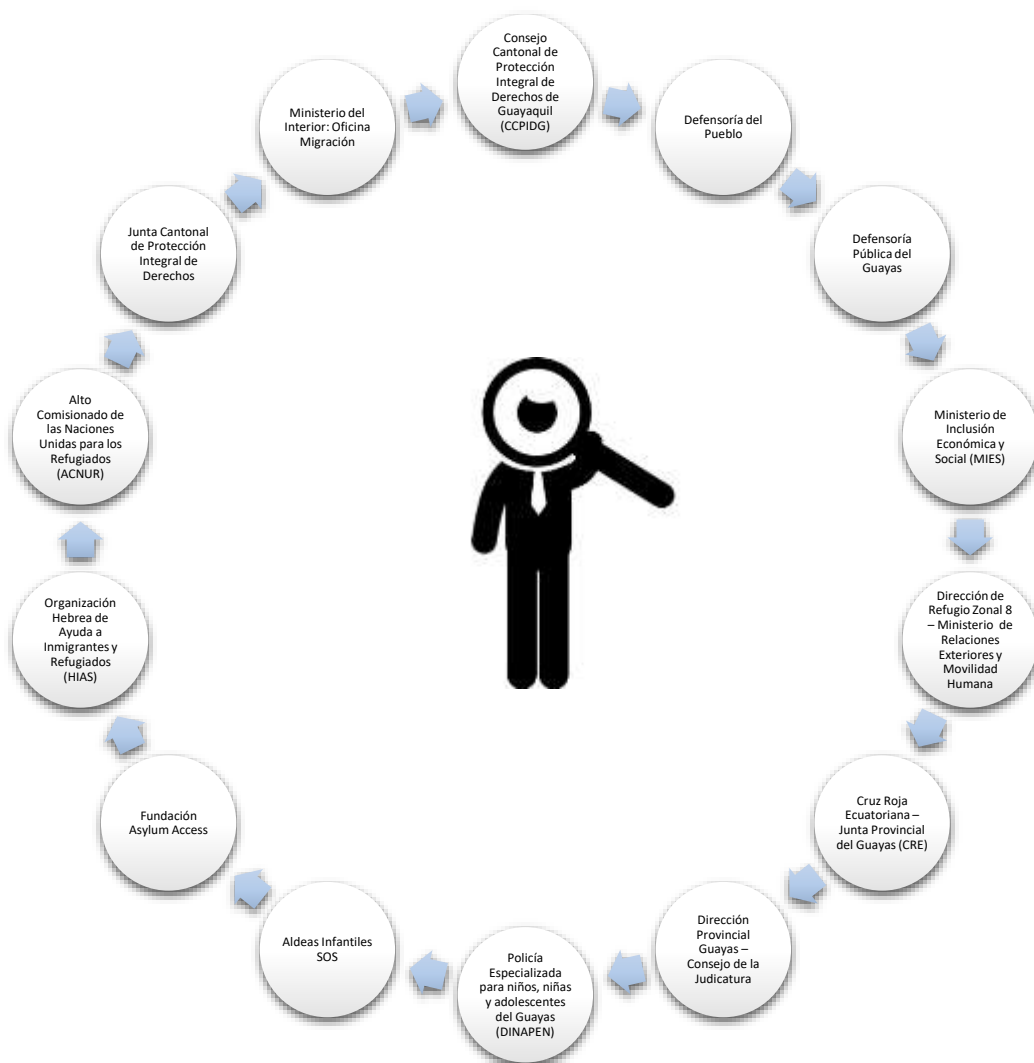 Consejo
Cantonal de
Protección
Integral de
Derechos de
Guayaquil
(CCPIDG)
Defensoría del
Pueblo
Defensoría
Pública del
Guayas
Ministerio de
Inclusión
Económica y
Social (MIES)
Dirección de
Refugio Zonal 8
– Ministerio de
Relaciones
Exteriores y
Movilidad
Humana
Cruz Roja
Ecuatoriana –
Junta Provincial
del Guayas (CRE)
Dirección
Provincial
Guayas –
Consejo de la
Judicatura
Policía
Especializada
para niños, niñas
y adolescentes
del Guayas
(DINAPEN)
Aldeas Infantiles
SOS
Fundación
Asylum Access
Organización
Hebrea de
Ayuda a
Inmigrantes y
Refugiados
(HIAS)
Alto
Comisionado de
las Naciones
Unidas para los
Refugiados
(ACNUR)
Junta Cantonal
de Protección
Integral de
Derechos
Ministerio del
Interior: Oficina
Migración